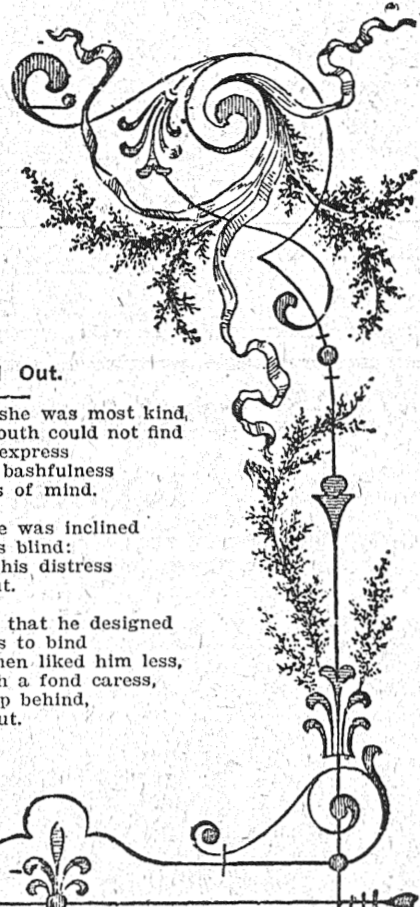 Out.
she was most kind,
outh could not find
express
bashfulness
s of mind.
e was inclined
s blind:
his distress
ut.
that he designed
s to bind
hen liked him less,
h a fond caress,
p behind,
ut.